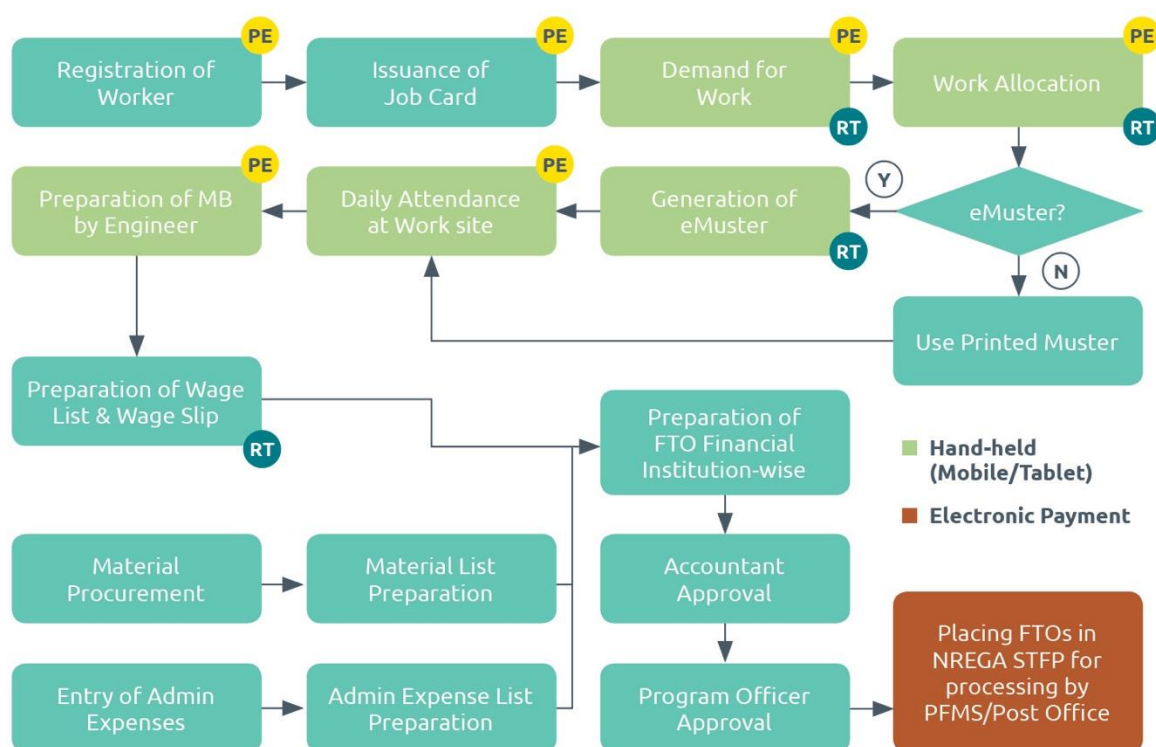 PE
Registration of
Worker
PE
Issuance of
Job Card
PE
Demand for
Work
RT
PE
Work Allocation
RT
PE
Preparation of MB
by Engineer
PE
Daily Attendance
at Work site
Generation of
eMuster
RT
Y
eMuster?
N
Use Printed Muster
Preparation of Wage
List & Wage Slip
RT
Preparation of
FTO Financial
Institution-wise
Hand-held
(Mobile/Tablet)
Electronic Payment
Material
Procurement
Material List
Preparation
Accountant
Approval
Entry of Admin
Expenses
Admin Expense List
Preparation
Program Officer
Approval
Placing FTOs in
NREGA STFP for
processing by
PFMS/Post Office